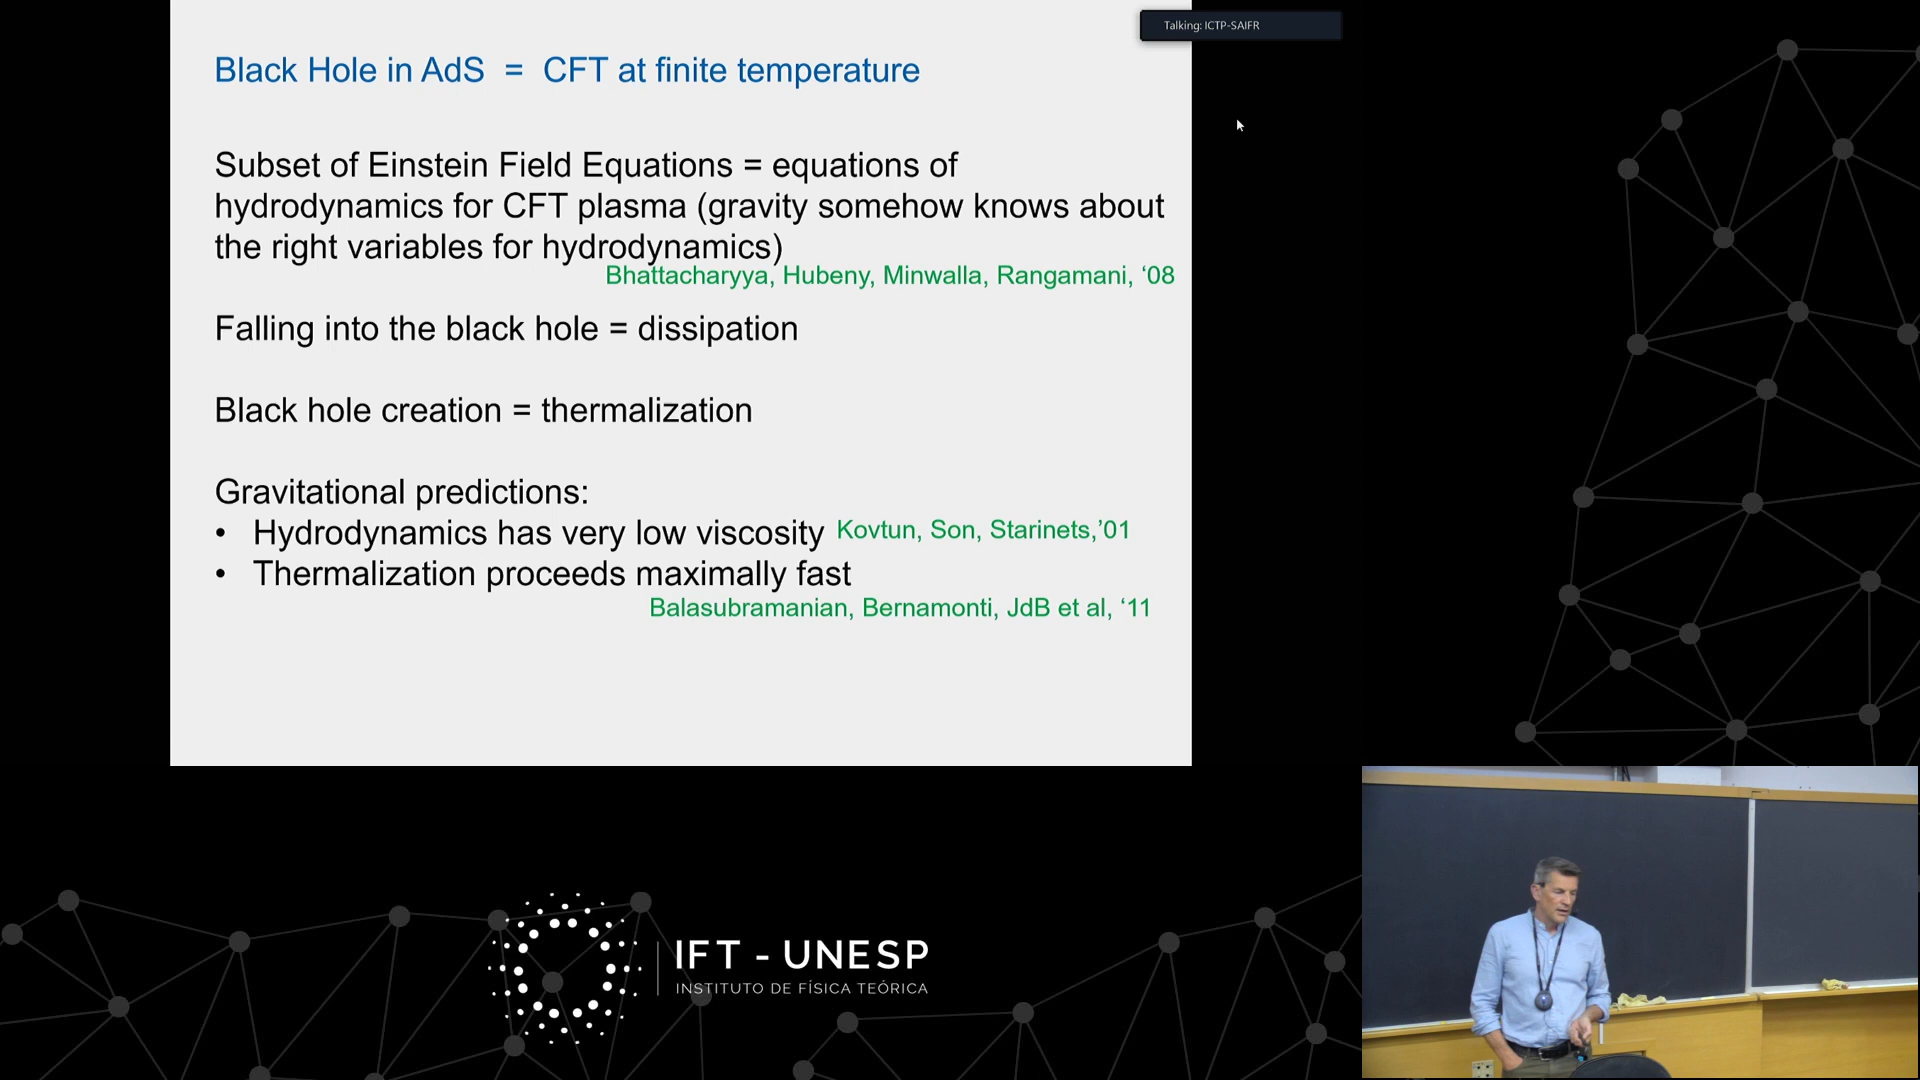 Talking: ICTP-SAIFR
Black Hole in AdS = CFT at finite temperature
Subset of Einstein Field Equations = equations of
hydrodynamics for CFT plasma (gravity somehow knows about
the right variables for hydrodynamics)
Bhattacharyya, Hubeny, Minwalla, Rangamani, ‘08
Falling into the black hole = dissipation
Black hole creation = thermalization
Gravitational predictions:
• Hydrodynamics has very low viscosity Kovtun, Son, Starinets,’01
• Thermalization proceeds maximally fast
Balasubramanian, Bernamonti, JdB et al, ‘11
IFT - UNESP
INSTITUTO DE FÍSICA TEÓRICA